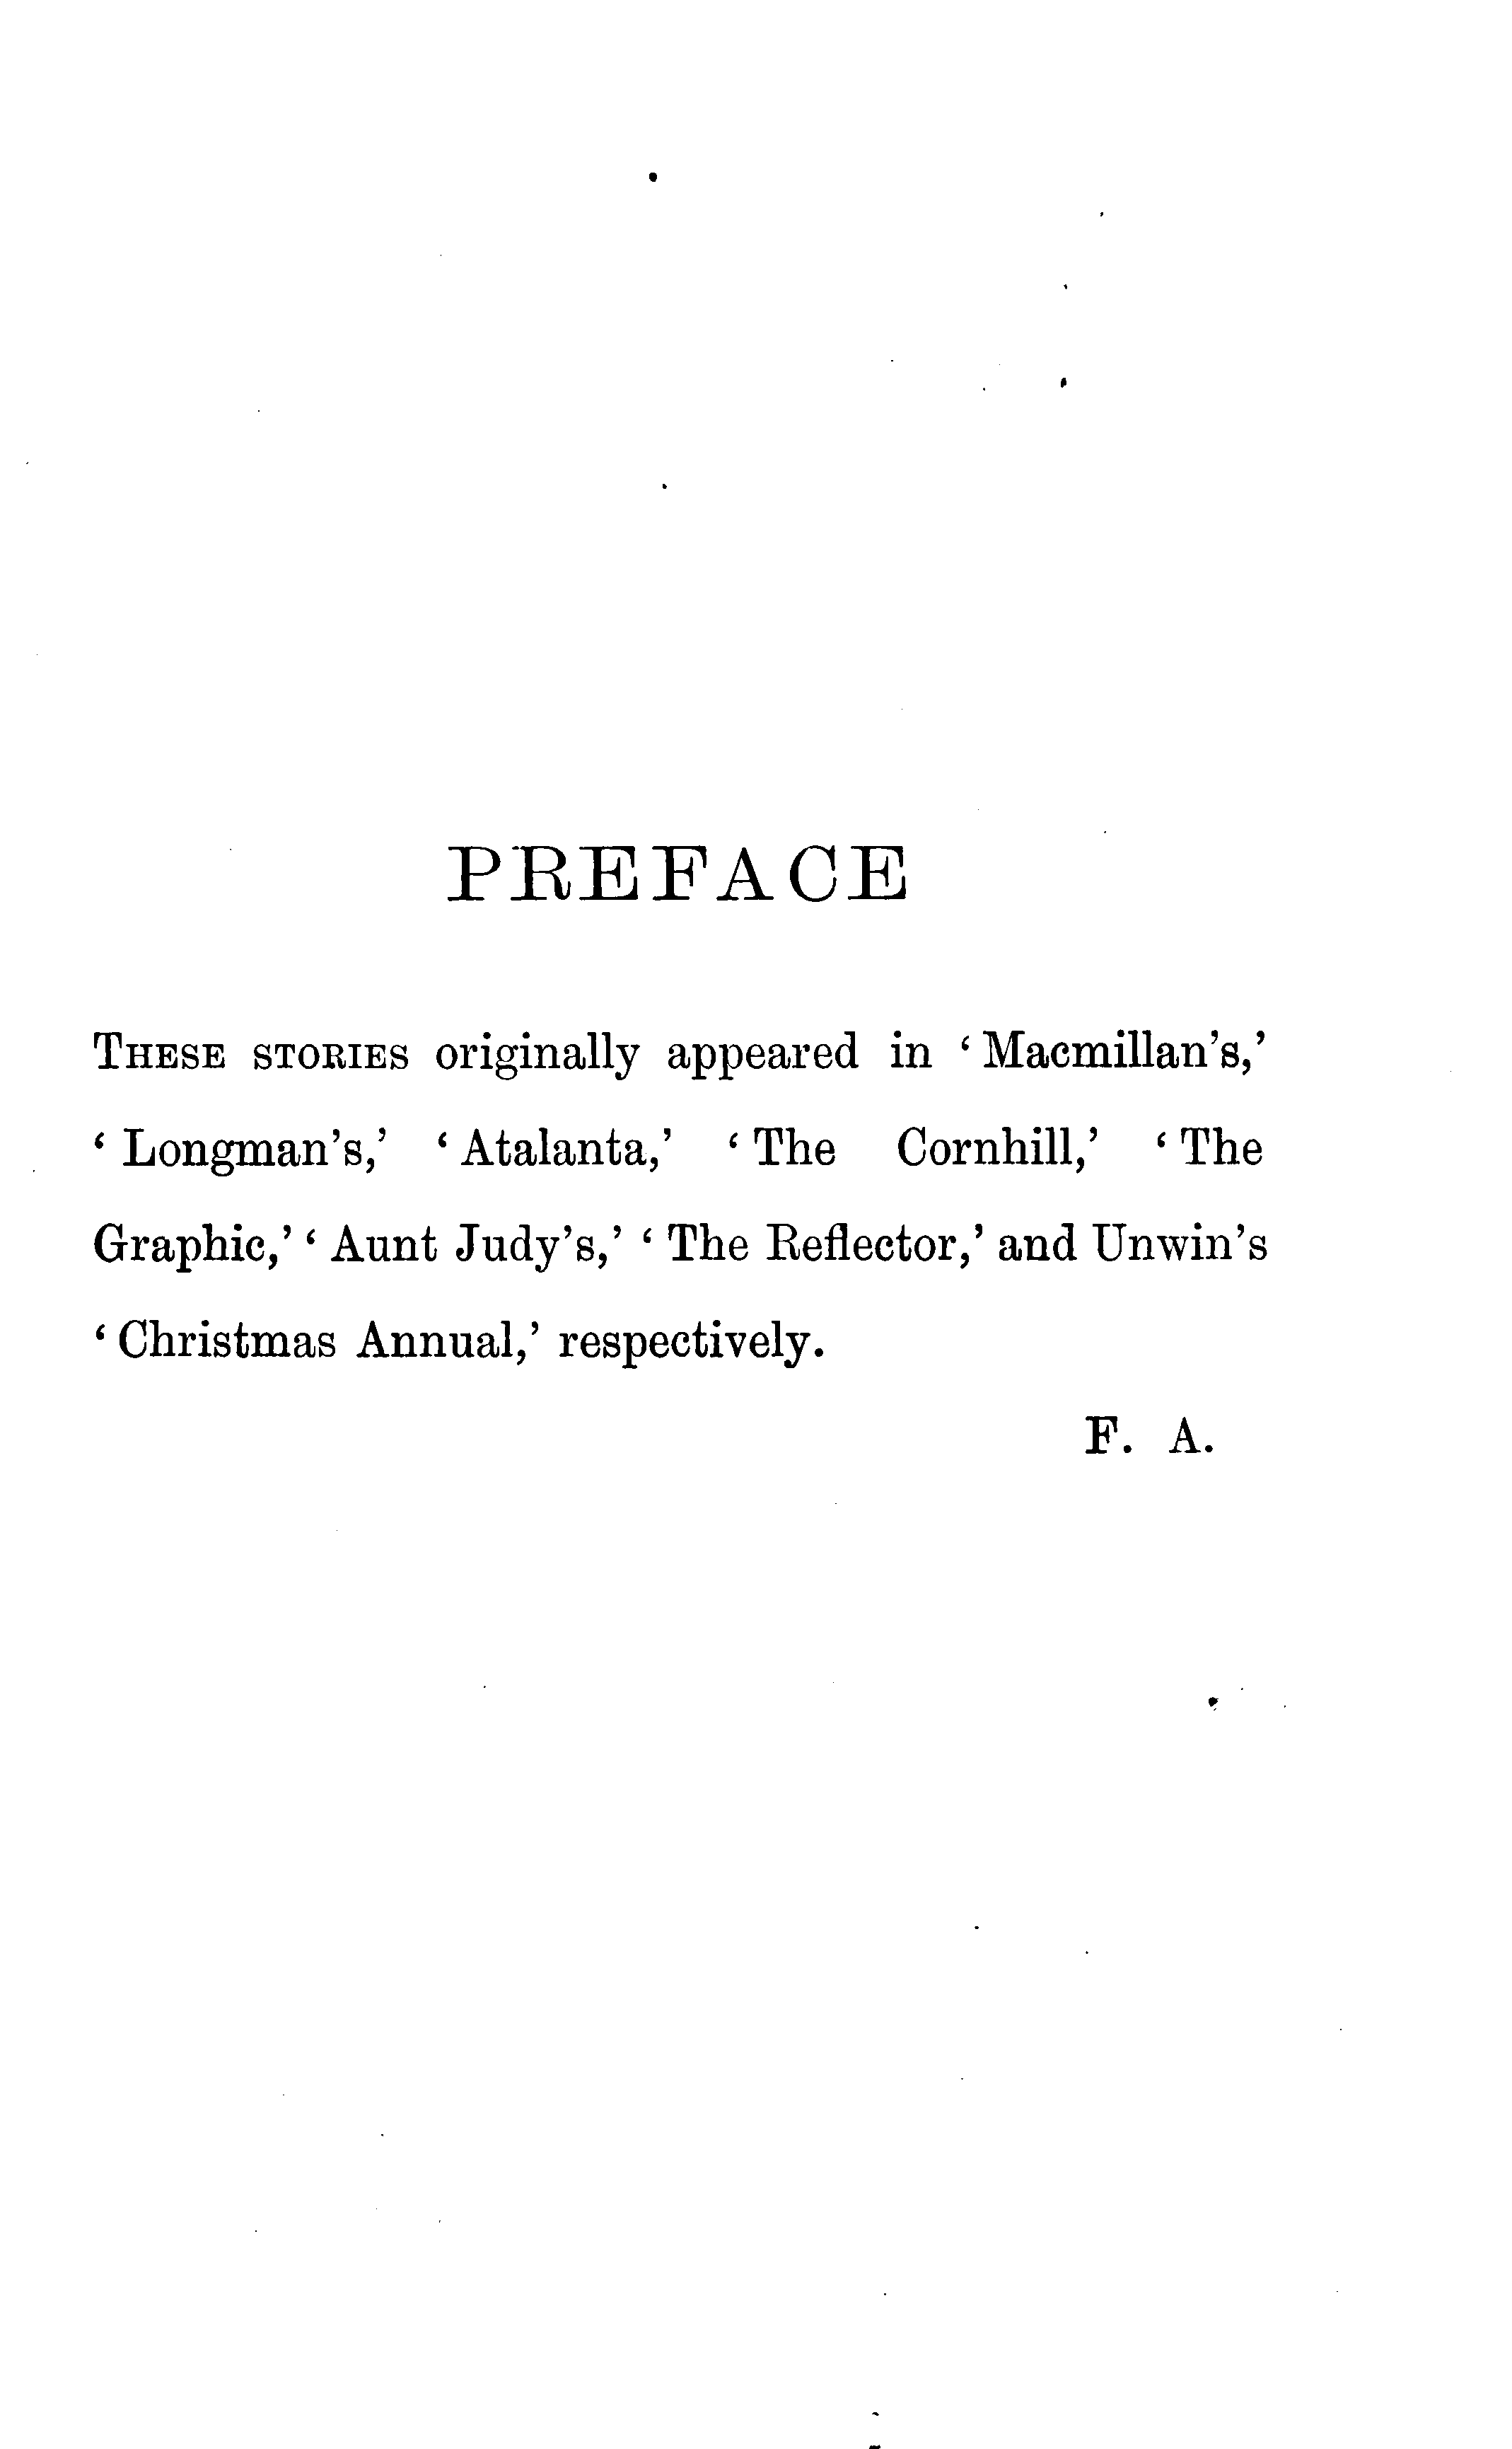 PREFACE
THESE STORIES originally appeared in ‘Macmillan’s,’
‘Longman’s,’ ‘Atalanta,’ ‘The Cornhill,’ ‘The
Graphic,’ ‘Aunt Judy’s,’ ‘The Reflector,’ and Unwin’s
‘Christmas Annual,’ respectively.
F. A.